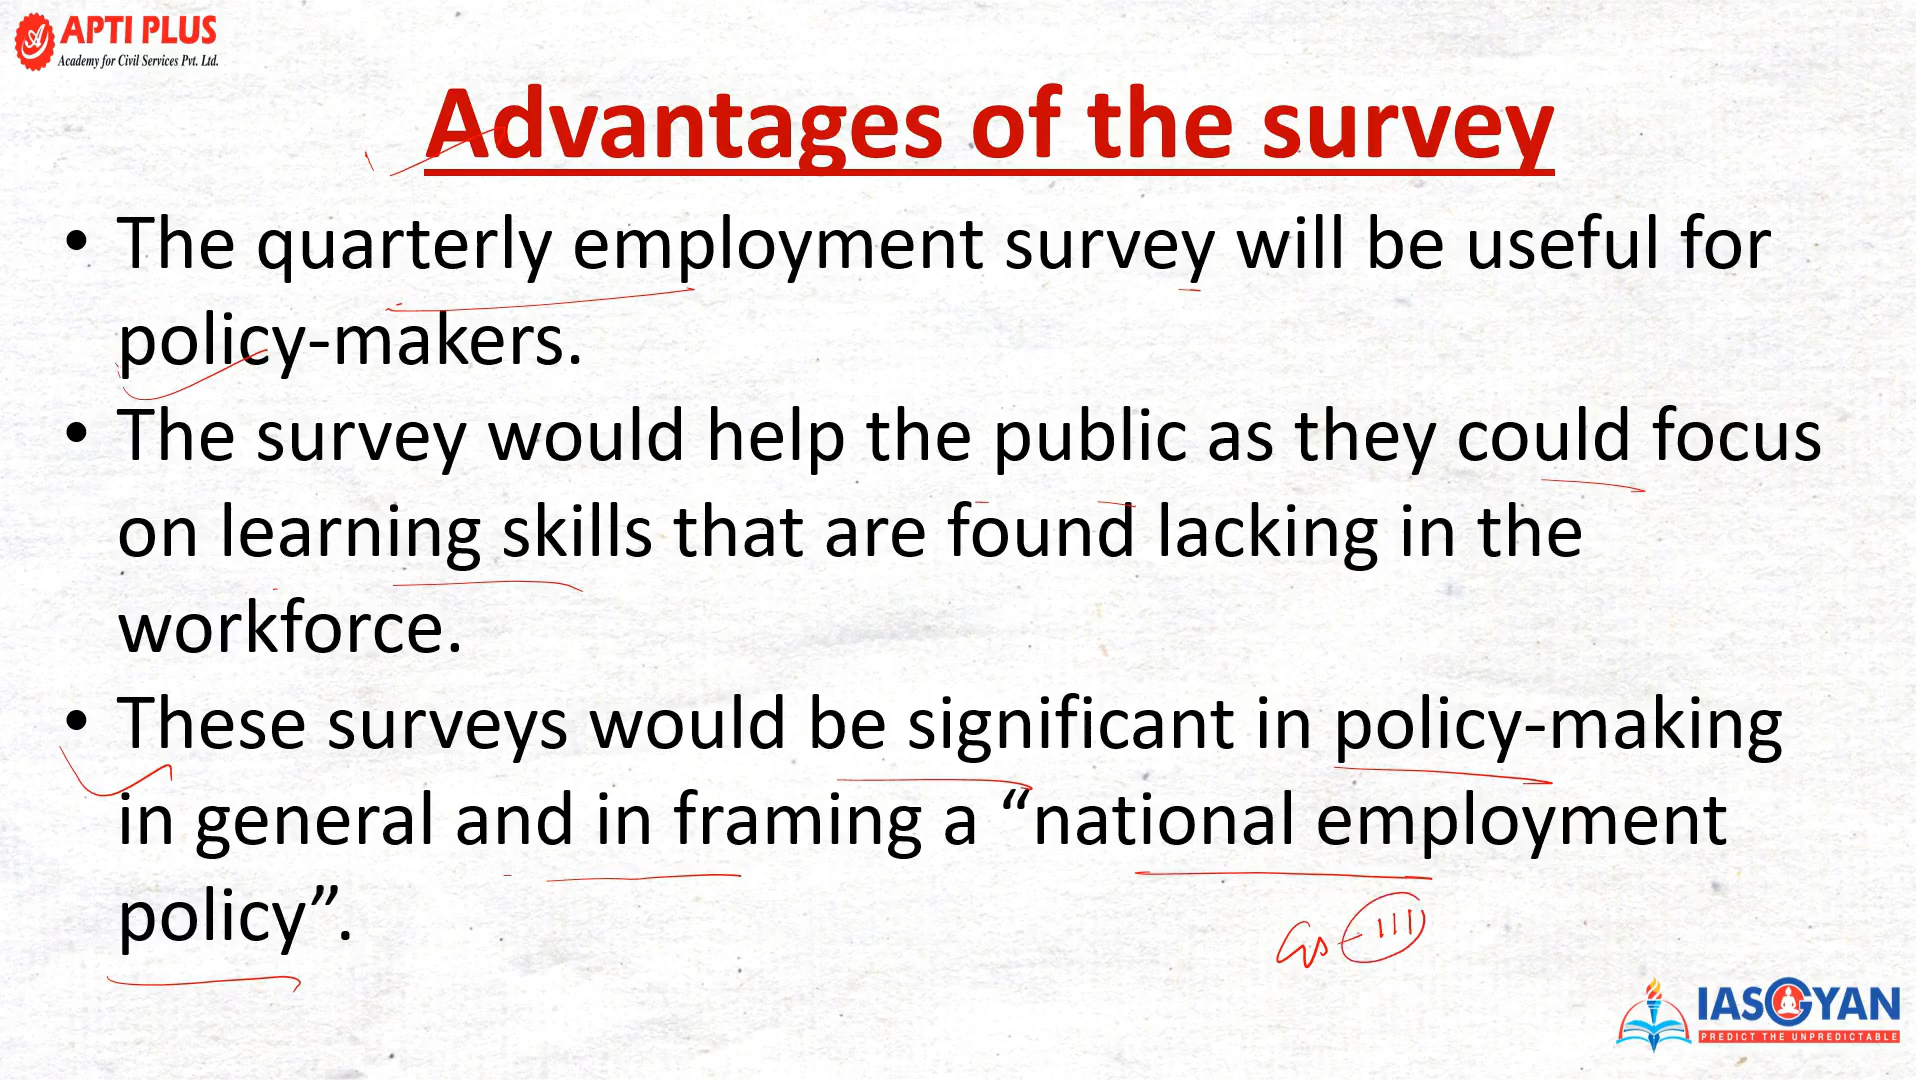 APTI PLUS
Academy for Civil Services Pvt. Ltd.
Advantages of the survey
• The quarterly employment survey will be useful for
policy-makers.
• The survey would help the public as they could focus
on learning skills that are found lacking in the
workforce.
• These surveys would be significant in policy-making
in general and in framing a “national employment
policy”.
GS-III
IASGYAN
PREDICT THE UNPREDICTABLE